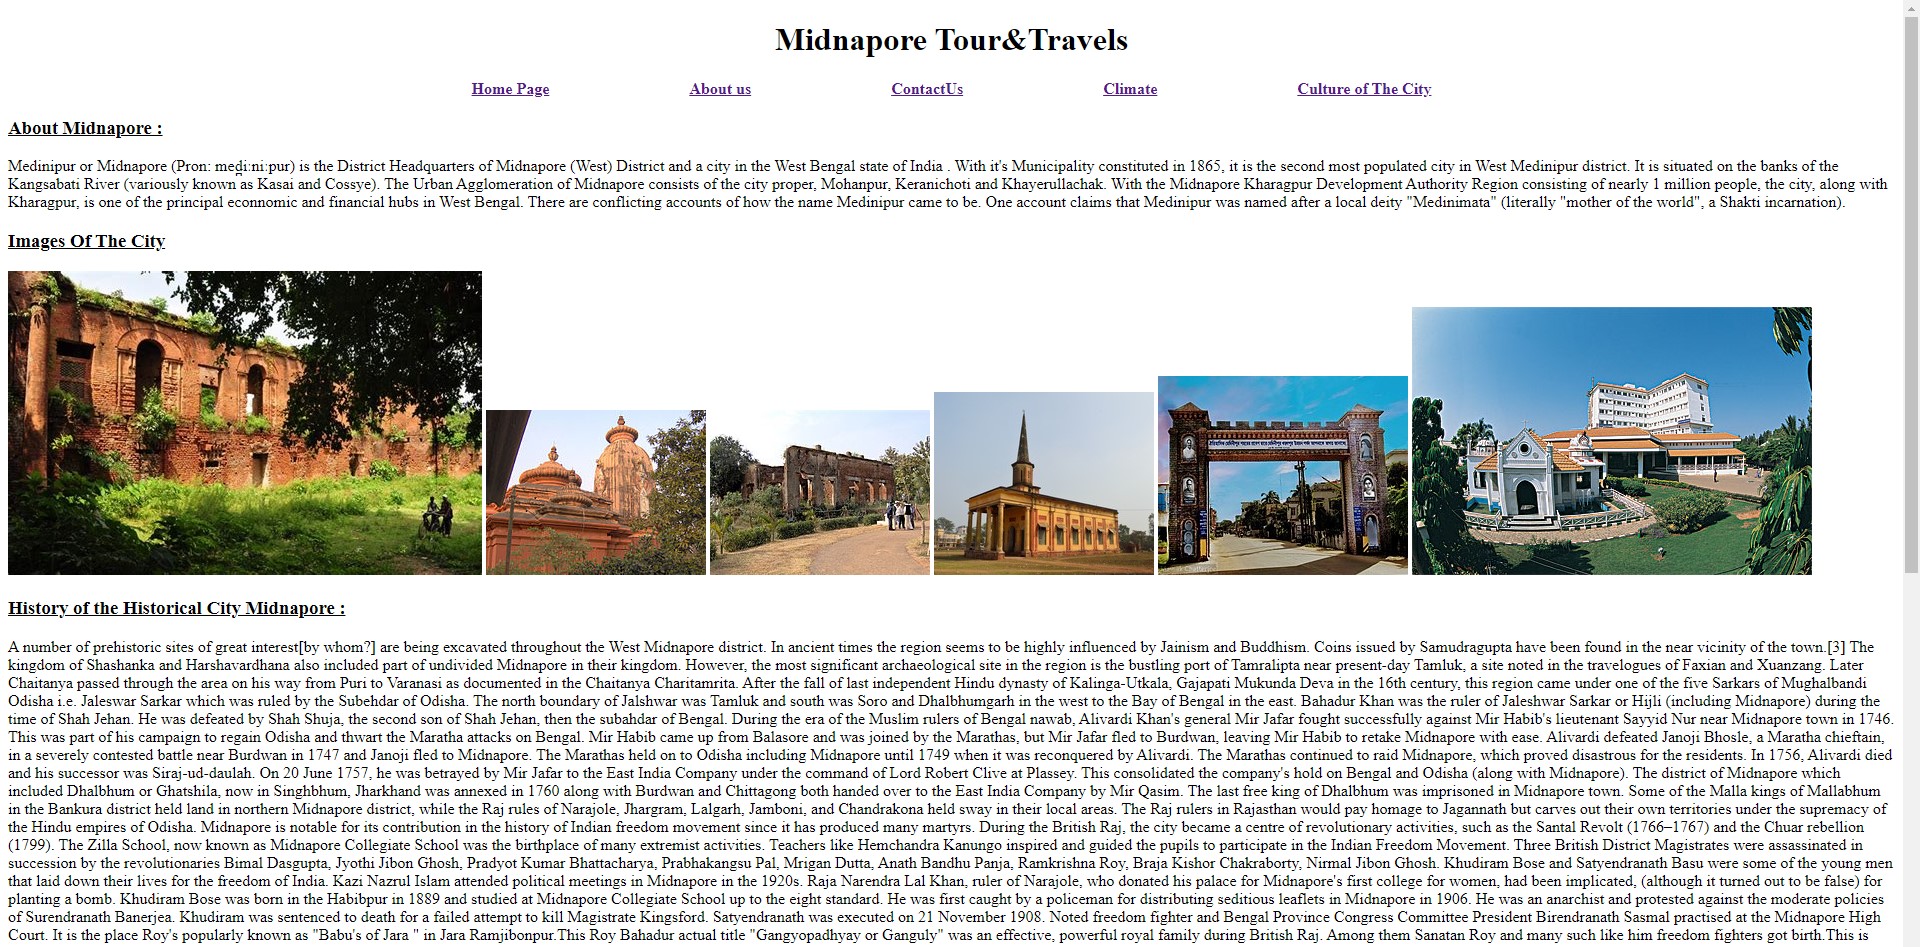 Midnapore Tour&Travels
Home Page About us ContactUs Climate Culture of The City
About Midnapore :
Medinipur or Midnapore (Pron: med̪i:ni:pur) is the District Headquarters of Midnapore (West) District and a city in the West Bengal state of India . With it's Municipality constituted in 1865, it is the second most populated city in West Medinipur district. It is situated on the banks of the
Kangsabati River (variously known as Kasai and Cossye). The Urban Agglomeration of Midnapore consists of the city proper, Mohanpur, Keranichoti and Khayerullachak. With the Midnapore Kharagpur Development Authority Region consisting of nearly 1 million people, the city, along with
Kharagpur, is one of the principal econnomic and financial hubs in West Bengal. There are conflicting accounts of how the name Medinipur came to be. One account claims that Medinipur was named after a local deity "Medinimata" (literally "mother of the world", a Shakti incarnation).
Images Of The City
History of the Historical City Midnapore :
A number of prehistoric sites of great interest[by whom?] are being excavated throughout the West Midnapore district. In ancient times the region seems to be highly influenced by Jainism and Buddhism. Coins issued by Samudragupta have been found in the near vicinity of the town.[3] The
kingdom of Shashanka and Harshavardhana also included part of undivided Midnapore in their kingdom. However, the most significant archaeological site in the region is the bustling port of Tamralipta near present-day Tamluk, a site noted in the travelogues of Faxian and Xuanzang. Later
Chaitanya passed through the area on his way from Puri to Varanasi as documented in the Chaitanya Charitamrita. After the fall of last independent Hindu dynasty of Kalinga-Utkala, Gajapati Mukunda Deva in the 16th century, this region came under one of the five Sarkars of Mughalbandi
Odisha i.e. Jaleswar Sarkar which was ruled by the Subehdar of Odisha. The north boundary of Jalshwar was Tamluk and south was Soro and Dhalbhumgarh in the west to the Bay of Bengal in the east. Bahadur Khan was the ruler of Jaleshwar Sarkar or Hijli (including Midnapore) during the
time of Shah Jehan. He was defeated by Shah Shuja, the second son of Shah Jehan, then the subahdar of Bengal. During the era of the Muslim rulers of Bengal nawab, Alivardi Khan's general Mir Jafar fought successfully against Mir Habib's lieutenant Sayyid Nur near Midnapore town in 1746.
This was part of his campaign to regain Odisha and thwart the Maratha attacks on Bengal. Mir Habib came up from Balasore and was joined by the Marathas, but Mir Jafar fled to Burdwan, leaving Mir Habib to retake Midnapore with ease. Alivardi defeated Janoji Bhosle, a Maratha chieftain,
in a severely contested battle near Burdwan in 1747 and Janoji fled to Midnapore. The Marathas held on to Odisha including Midnapore until 1749 when it was reconquered by Alivardi. The Marathas continued to raid Midnapore, which proved disastrous for the residents. In 1756, Alivardi died
and his successor was Siraj-ud-daulah. On 20 June 1757, he was betrayed by Mir Jafar to the East India Company under the command of Lord Robert Clive at Plassey. This consolidated the company's hold on Bengal and Odisha (along with Midnapore). The district of Midnapore which
included Dhalbhum or Ghatshila, now in Singhbhum, Jharkhand was annexed in 1760 along with Burdwan and Chittagong both handed over to the East India Company by Mir Qasim. The last free king of Dhalbhum was imprisoned in Midnapore town. Some of the Malla kings of Mallabhum
in the Bankura district held land in northern Midnapore district, while the Raj rules of Narajole, Jhargram, Lalgarh, Jamboni, and Chandrakona held sway in their local areas. The Raj rulers in Rajasthan would pay homage to Jagannath but carves out their own territories under the supremacy of
the Hindu empires of Odisha. Midnapore is notable for its contribution in the history of Indian freedom movement since it has produced many martyrs. During the British Raj, the city became a centre of revolutionary activities, such as the Santal Revolt (1766–1767) and the Chuar rebellion
(1799). The Zilla School, now known as Midnapore Collegiate School was the birthplace of many extremist activities. Teachers like Hemchandra Kanungo inspired and guided the pupils to participate in the Indian Freedom Movement. Three British District Magistrates were assassinated in
succession by the revolutionaries Bimal Dasgupta, Jyothi Jibon Ghosh, Pradyot Kumar Bhattacharya, Prabhakangsu Pal, Mrigan Dutta, Anath Bandhu Panja, Ramkrishna Roy, Braja Kishor Chakraborty, Nirmal Jibon Ghosh. Khudiram Bose and Satyendranath Basu were some of the young men
that laid down their lives for the freedom of India. Kazi Nazrul Islam attended political meetings in Midnapore in the 1920s. Raja Narendra Lal Khan, ruler of Narajole, who donated his palace for Midnapore's first college for women, had been implicated, (although it turned out to be false) for
planting a bomb. Khudiram Bose was born in the Habibpur in 1889 and studied at Midnapore Collegiate School up to the eight standard. He was first caught by a policeman for distributing seditious leaflets in Midnapore in 1906. He was an anarchist and protested against the moderate policies
of Surendranath Banerjea. Khudiram was sentenced to death for a failed attempt to kill Magistrate Kingsford. Satyendranath was executed on 21 November 1908. Noted freedom fighter and Bengal Province Congress Committee President Birendranath Sasmal practised at the Midnapore High
Court. It is the place Roy's popularly known as "Babu's of Jara " in Jara Ramjibonpur.This Roy Bahadur actual title "Gangyopadhyay or Ganguly" was an effective, powerful royal family during British Raj. Among them Sanatan Roy and many such like him freedom fighters got birth.This is